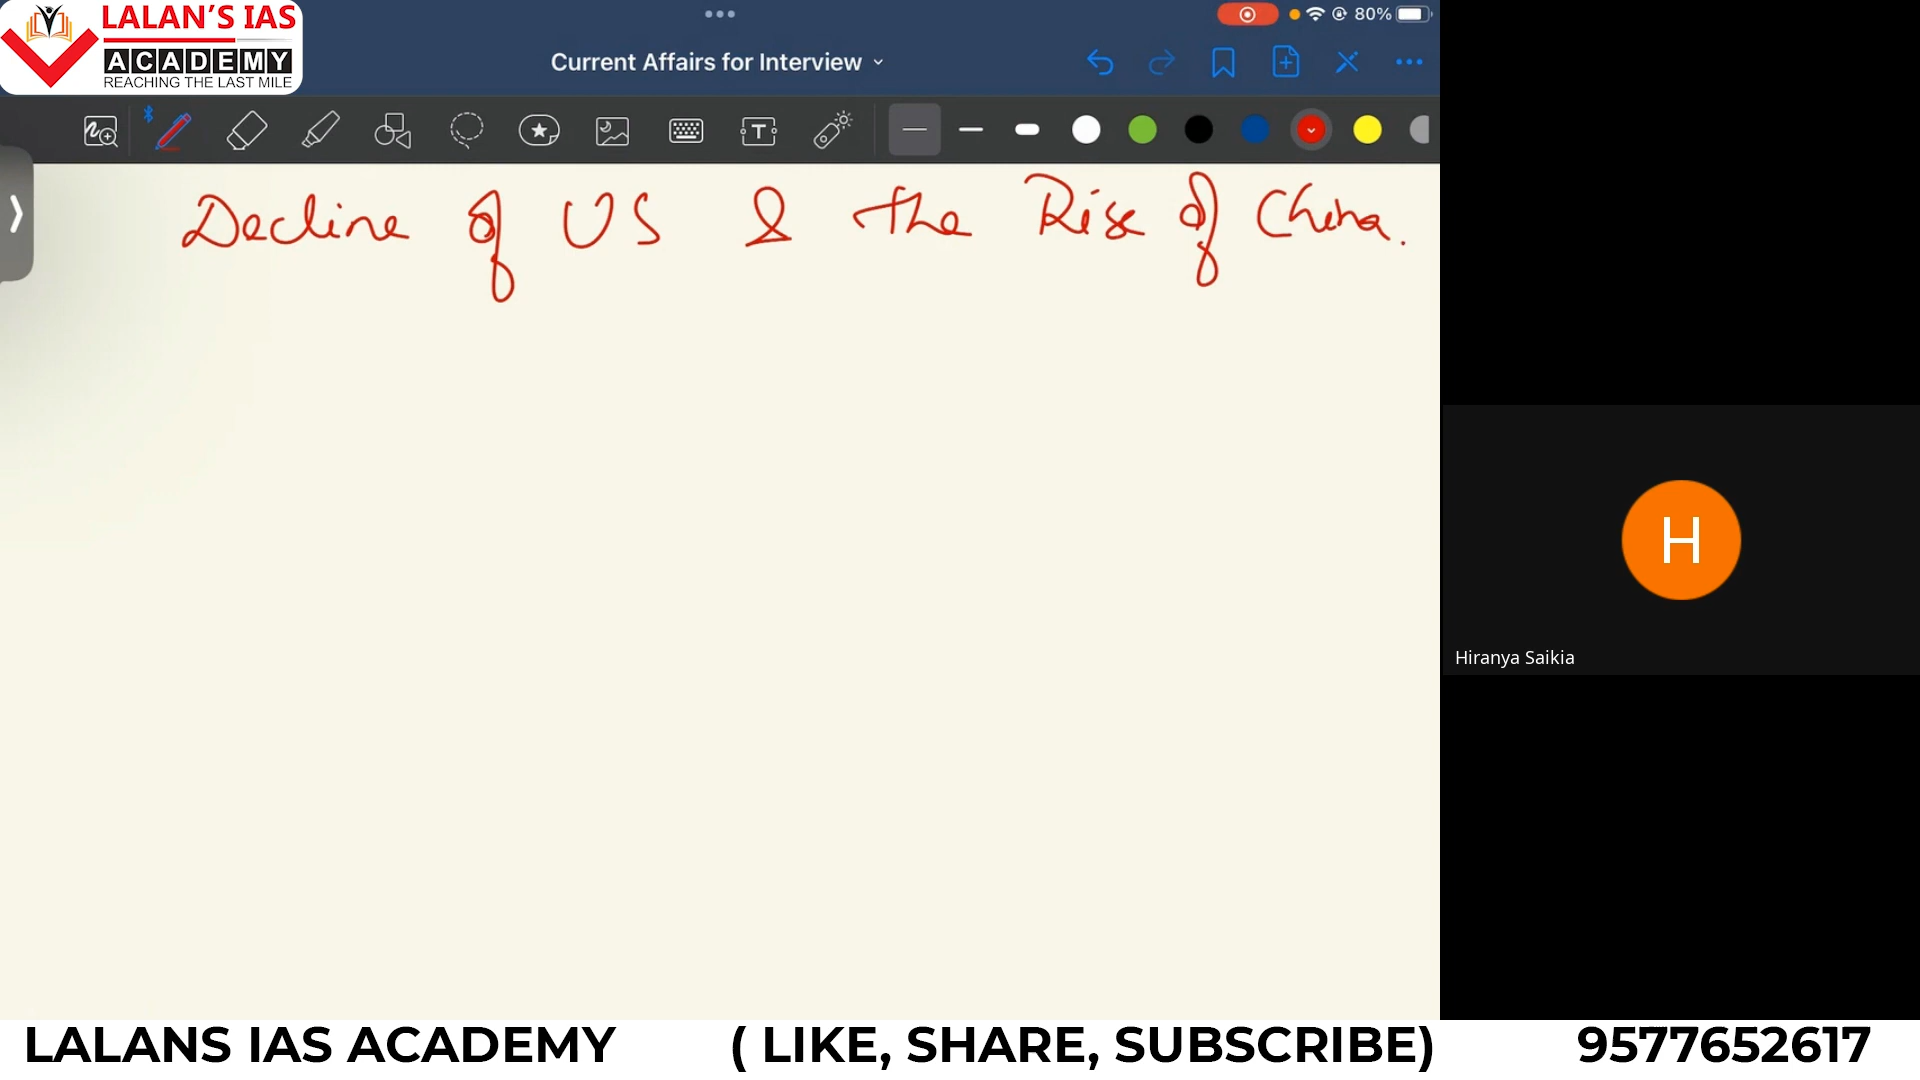 LALAN'S IAS
ACADEMY
REACHING THE LAST MILE
80%
Current Affairs for Interview
T
Decline of US & the Rise of China.
H
Hiranya Saikia
LALANS IAS ACADEMY ( LIKE, SHARE, SUBSCRIBE) 9577652617